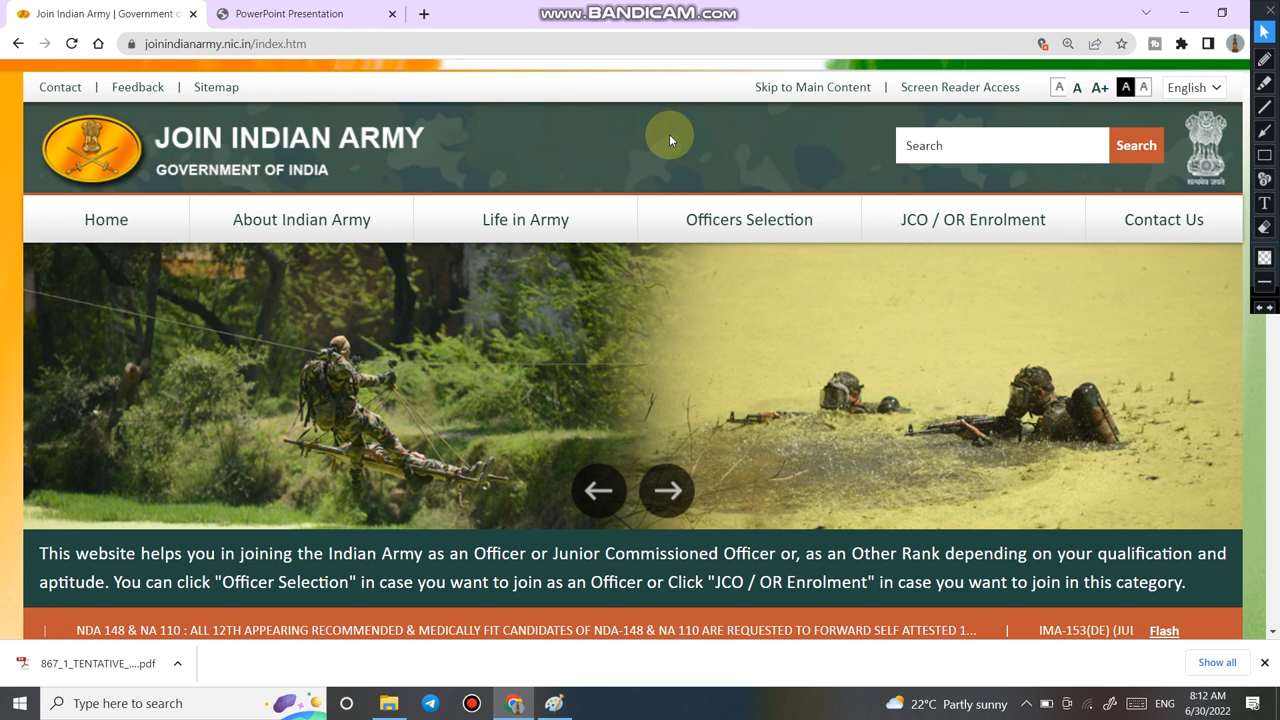 Join Indian Army | Government o
PowerPoint Presentation
www.BANDICAM.com
joinindianarmy.nic.in/index.htm
Contact | Feedback | Sitemap
Skip to Main Content | Screen Reader Access
A A A+ A A
English
JOIN INDIAN ARMY
GOVERNMENT OF INDIA
Search
Search
सत्यमेव जयते
Home
About Indian Army
Life in Army
Officers Selection
JCO / OR Enrolment
Contact Us
This website helps you in joining the Indian Army as an Officer or Junior Commissioned Officer or, as an Other Rank depending on your qualification and
aptitude. You can click "Officer Selection" in case you want to join as an Officer or Click "JCO / OR Enrolment" in case you want to join in this category.
| NDA 148 & NA 110 : ALL 12TH APPEARING RECOMMENDED & MEDICALLY FIT CANDIDATES OF NDA-148 & NA 110 ARE REQUESTED TO FORWARD SELF ATTESTED 1... | IMA-153(DE) (JUL
Flash
867_1_TENTATIVE_....pdf
Show all
Type here to search
22°C Partly sunny
ENG
8:12 AM
6/30/2022